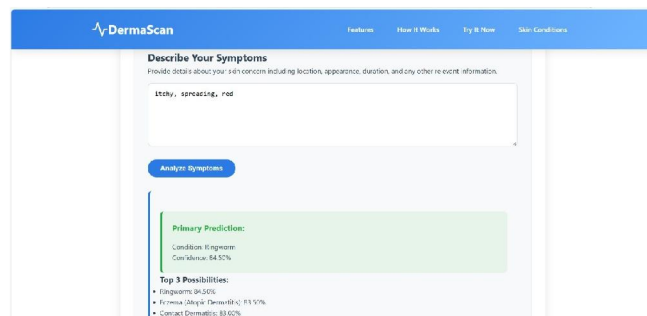 DermaScan
Features How It Works Try It Now Skin Conditions
Describe Your Symptoms
Provide details about your skin concern including location, appearance, duration, and any other relevant information.
Itchy, spreading, red
Analyze Symptoms
Primary Prediction:
Condition: Ringworm
Confidence: 84.50%
Top 3 Possibilities:
• Ringworm: 84.50%
• Eczema (Atopic Dermatitis): 83.50%
• Contact Dermatitis: 83.00%